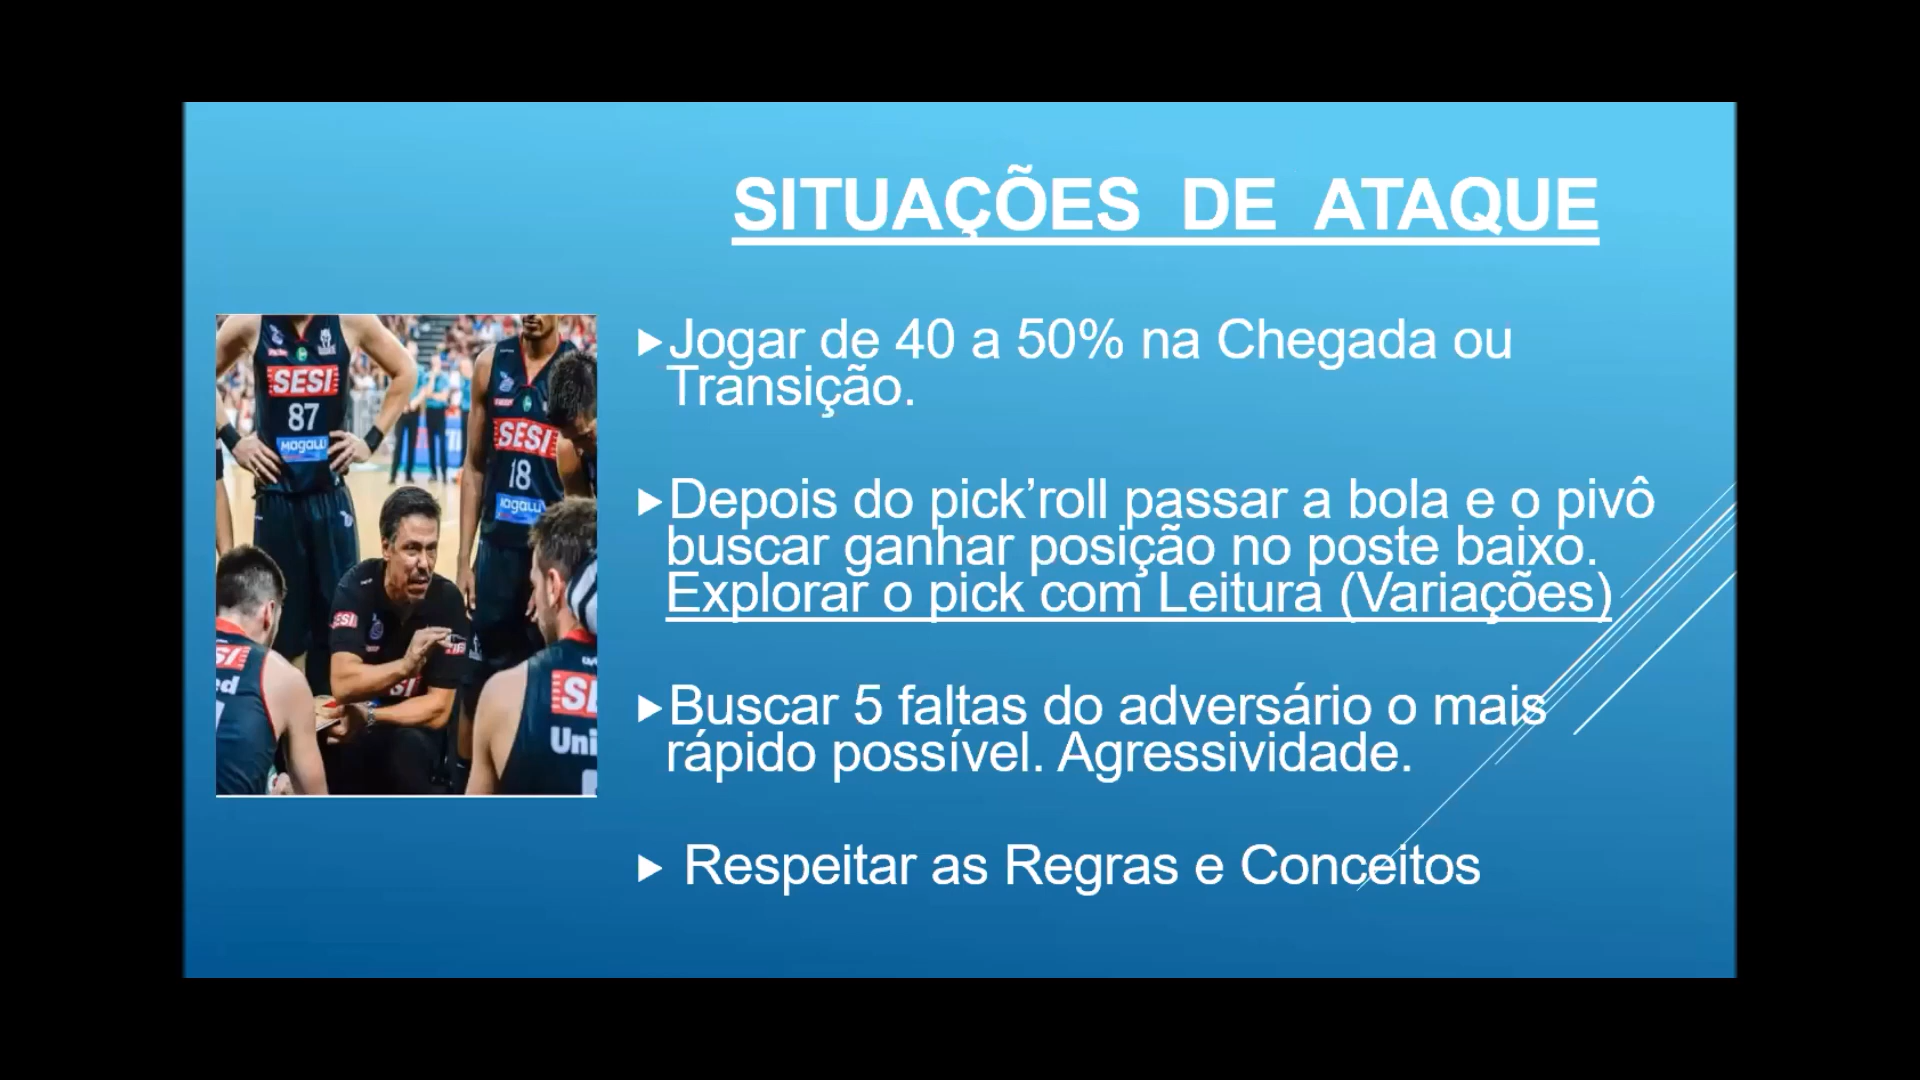 SITUAÇÕES DE ATAQUE
Jogar de 40 a 50% na Chegada ou
Transição.
Depois do pick’roll passar a bola e o pivô
buscar ganhar posição no poste baixo.
Explorar o pick com Leitura (Variações)
Buscar 5 faltas do adversário o mais
rápido possível. Agressividade.
Respeitar as Regras e Conceitos
SESI
87
Magalu
SESI
18